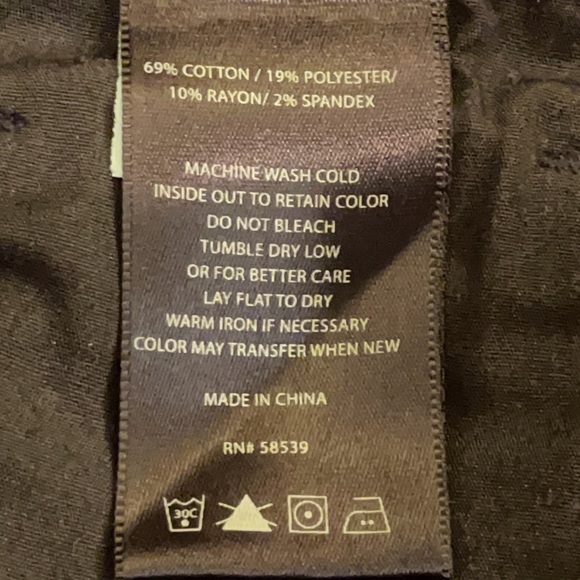 69% COTTON / 19% POLYESTER/
10% RAYON/ 2% SPANDEX
MACHINE WASH COLD
INSIDE OUT TO RETAIN COLOR
DO NOT BLEACH
TUMBLE DRY LOW
OR FOR BETTER CARE
LAY FLAT TO DRY
WARM IRON IF NECESSARY
COLOR MAY TRANSFER WHEN NEW
MADE IN CHINA
RN# 58539
30C